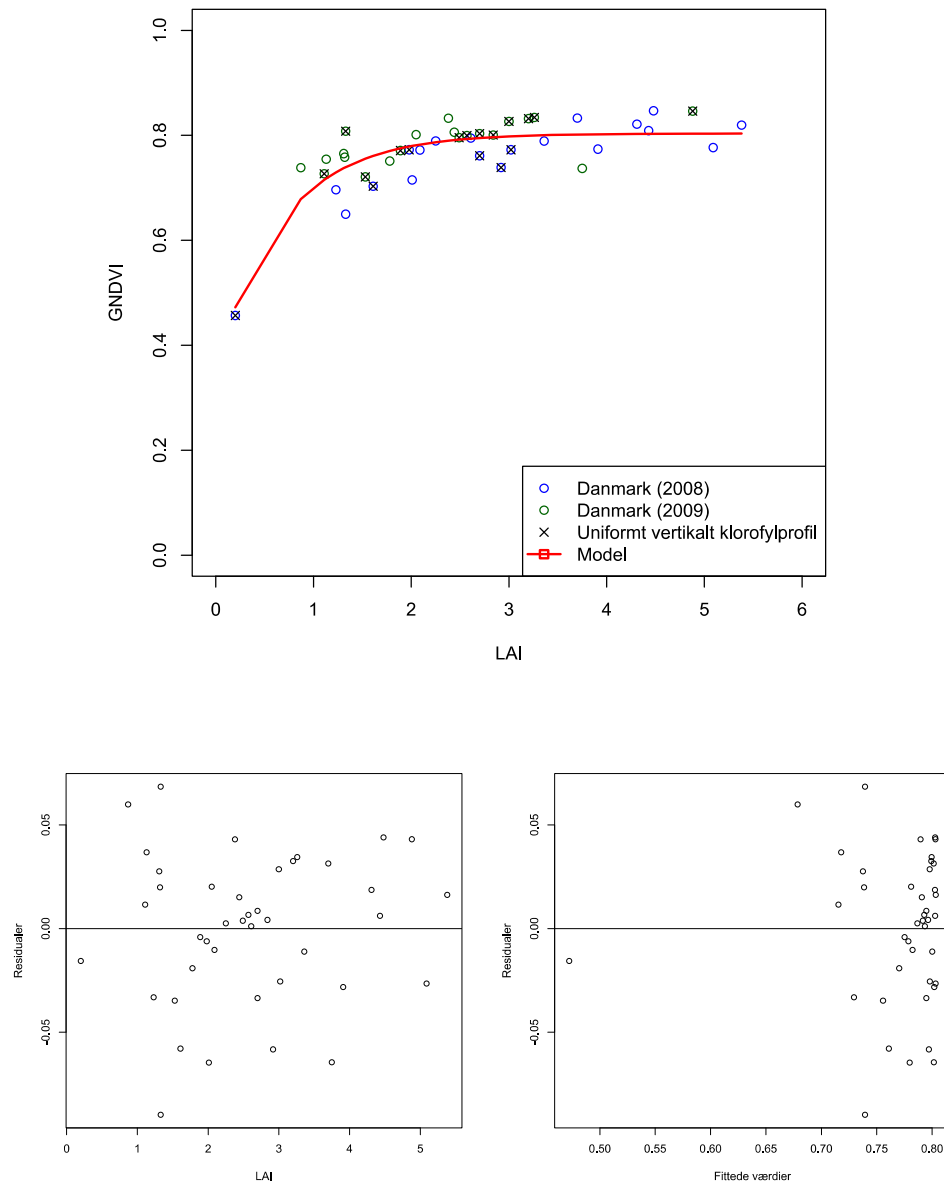 GNDVI
1.0
0.8
0.6
0.4
0.2
0.0
0 1 2 3 4 5 6
LAI
Danmark (2008)
Danmark (2009)
Uniformt vertikalt klorofylprofil
Model
Residualer
0.05
0.00
-0.05
0 1 2 3 4 5
LAI
Residualer
0.05
0.00
-0.05
0.50 0.55 0.60 0.65 0.70 0.75 0.80
Fittede værdier